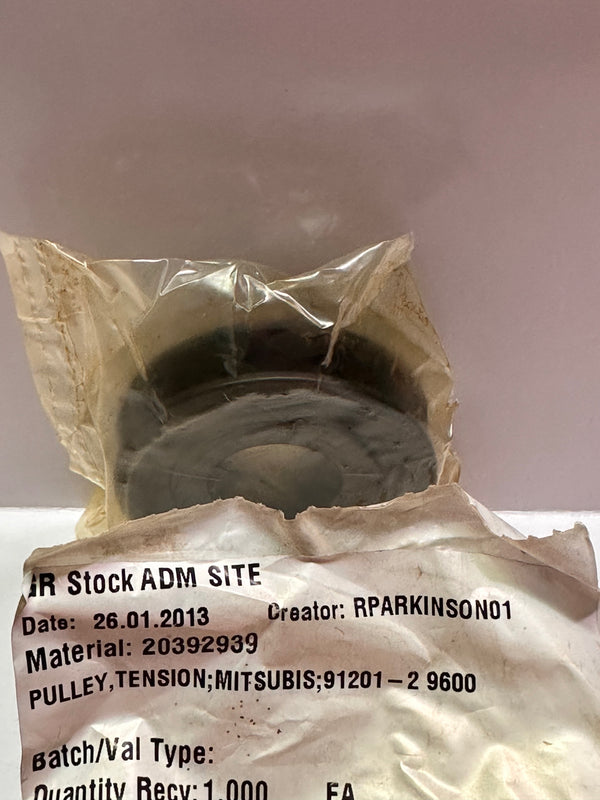 GR Stock ADM SITE
Date: 26.01.2013 Creator: RPARKINSON01
Material: 20392939
PULLEY,TENSION;MITSUBIS;91201-2 9600
Batch/Val Type:
Quantity Recv: 1.000 EA